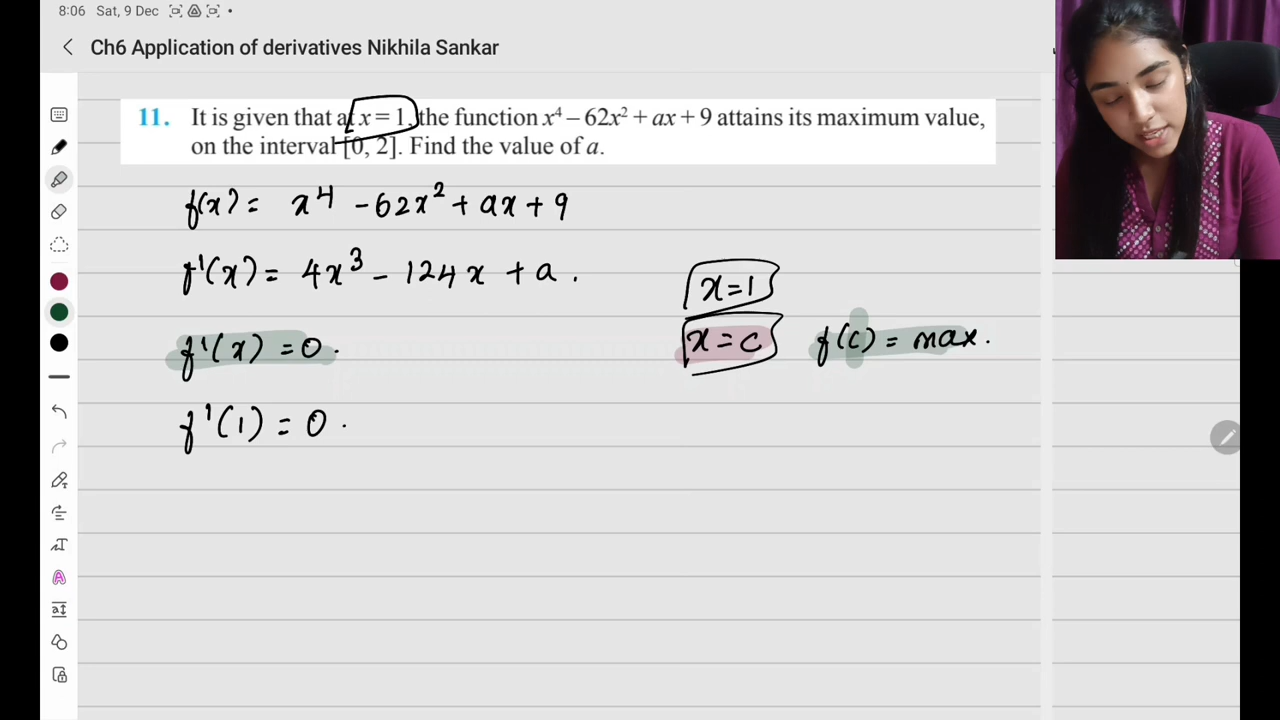 8:06 Sat, 9 Dec
Ch6 Application of derivatives Nikhila Sankar
11. It is given that at x = 1, the function x⁴ – 62x² + ax + 9 attains its maximum value,
on the interval [0, 2]. Find the value of a.
f(x) = x⁴ - 62x² + ax + 9
f'(x) = 4x³ - 124x + a.
x=1
f'(x) = 0.
x = c f(c) = max.
f'(1) = 0.